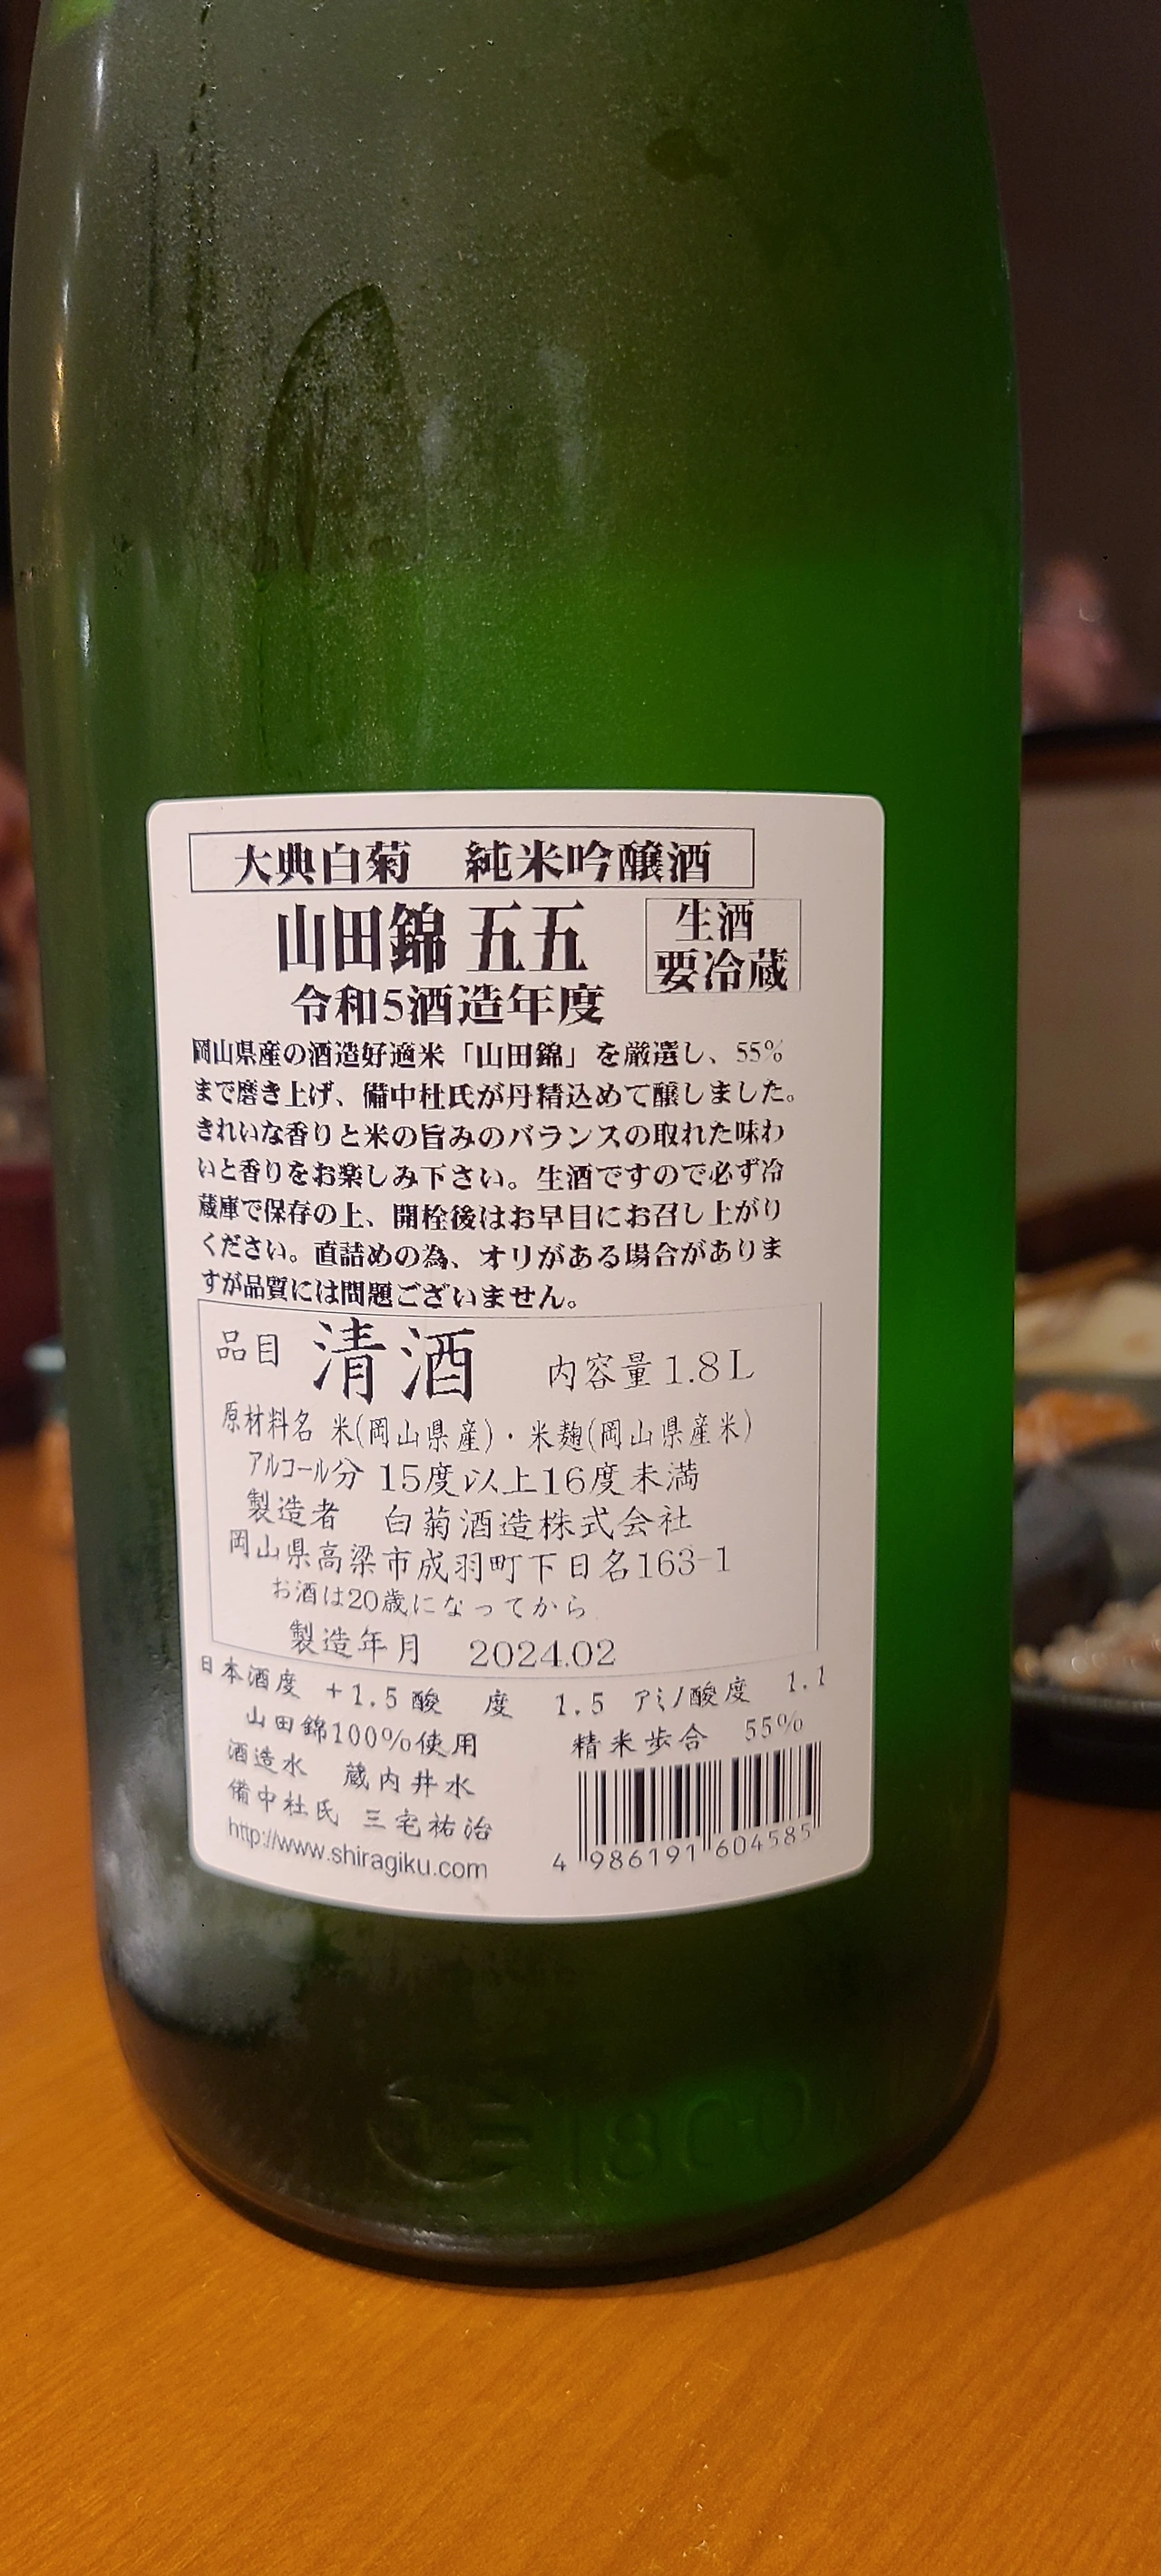 大典白菊 純米吟醸酒
山田錦 五五
生酒
要冷蔵
令和5酒造年度
岡山県産の酒造好適米「山田錦」を厳選し、55%
まで磨き上げ、備中杜氏が丹精込めて醸しました。
きれいな香りと米の旨みのバランスの取れた味わ
いと香りをお楽しみ下さい。生酒ですので必ず冷
蔵庫で保存の上、開栓後はお早目にお召し上がり
ください。直詰めの為、オリがある場合がありま
すが品質には問題ございません。
品目 清酒 内容量1.8L
原材料名 米(岡山県産)・米麹(岡山県産米)
アルコール分 15度以上16度未満
製造者 白菊酒造株式会社
岡山県高梁市成羽町下日名163-1
お酒は20歳になってから
製造年月 2024.02
日本酒度 +1.5 酸 度 1.5 アミノ酸度 1.1
山田錦100%使用 精米歩合 55%
酒造水 蔵内井水
備中杜氏 三宅祐治
http://www.shiragiku.com
4 986191 604585
1800